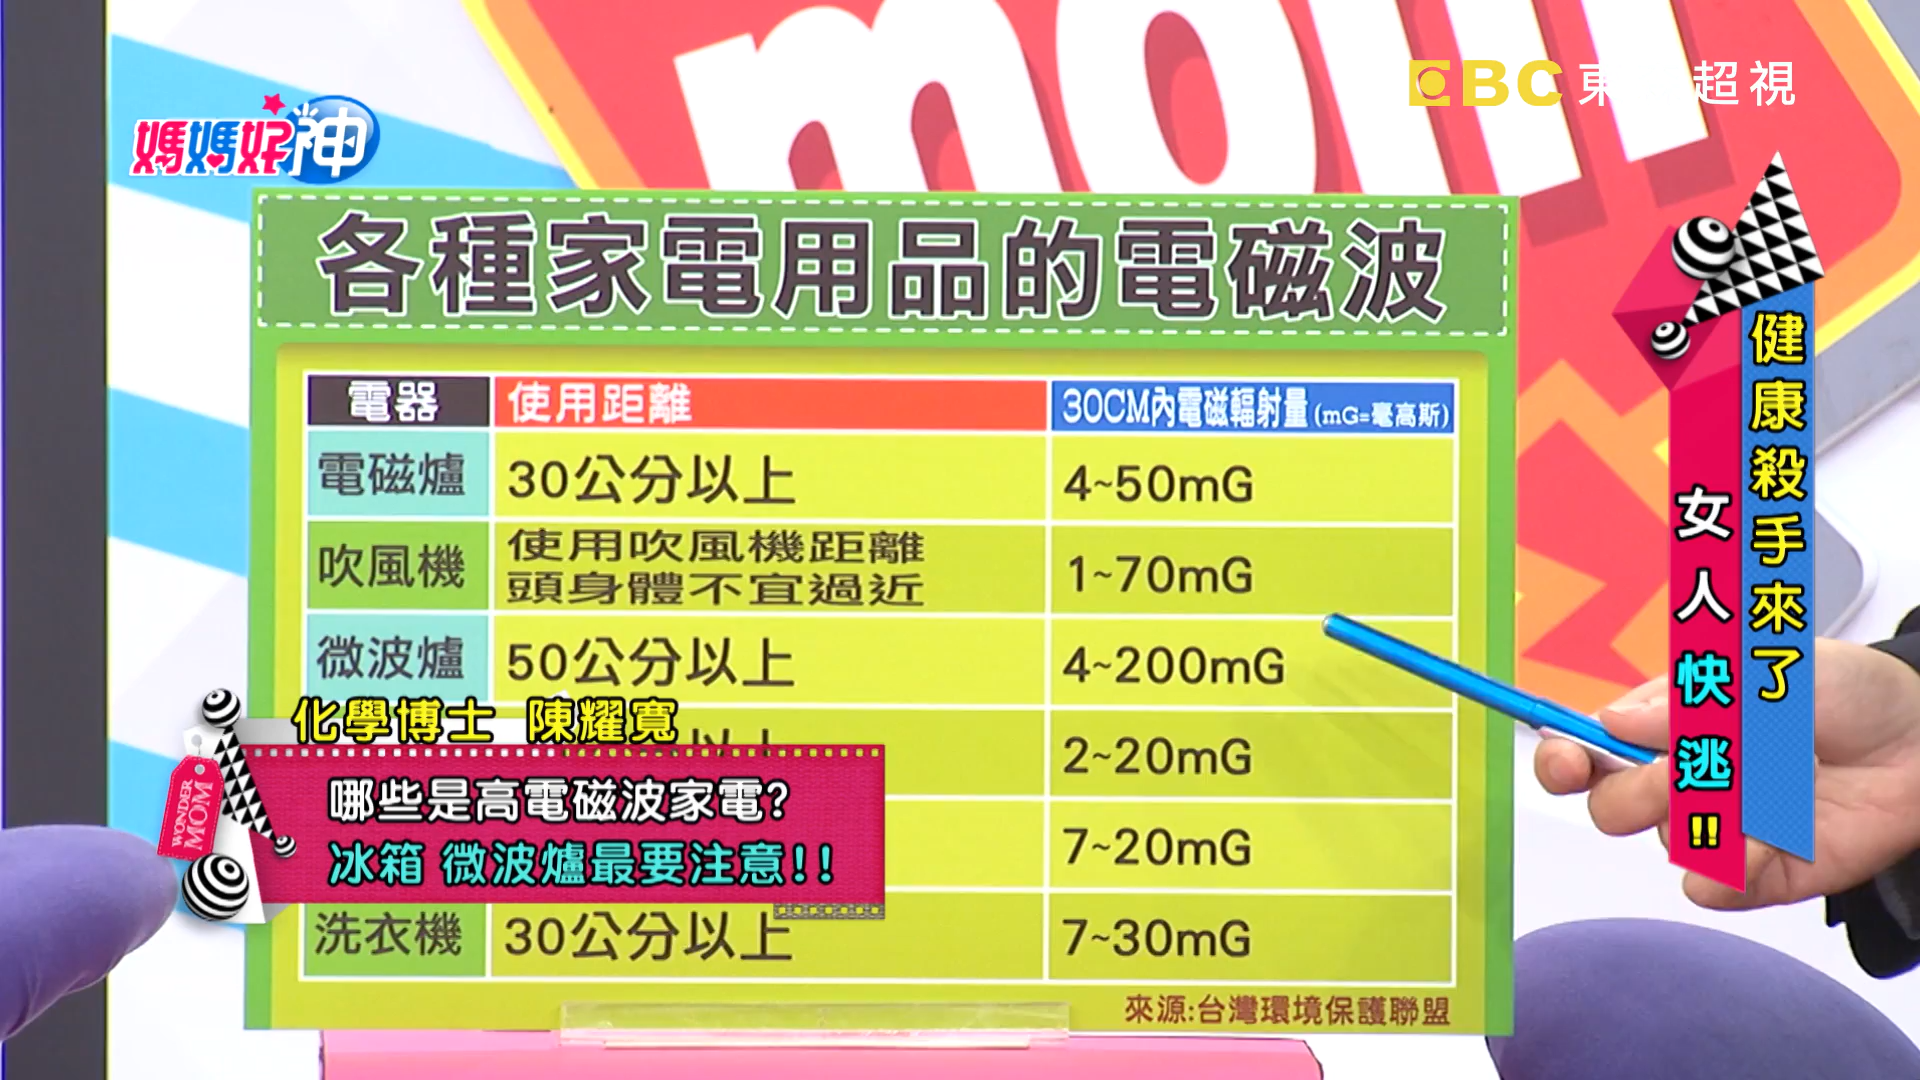 mom
EBC 東 超視
媽媽好神
各種家電用品的電磁波
電器 使用距離 30CM內電磁輻射量(mG=毫高斯)
電磁爐 30公分以上 4~50mG
吹風機 使用吹風機距離
頭身體不宜過近 1~70mG
微波爐 50公分以上 4~200mG
以上 2~20mG
7~20mG
洗衣機 30公分以上 7~30mG
來源:台灣環境保護聯盟
化學博士 陳耀寬
哪些是高電磁波家電?
冰箱 微波爐最要注意!!
WONDER
MOM
健康殺手來了
女人快逃!!